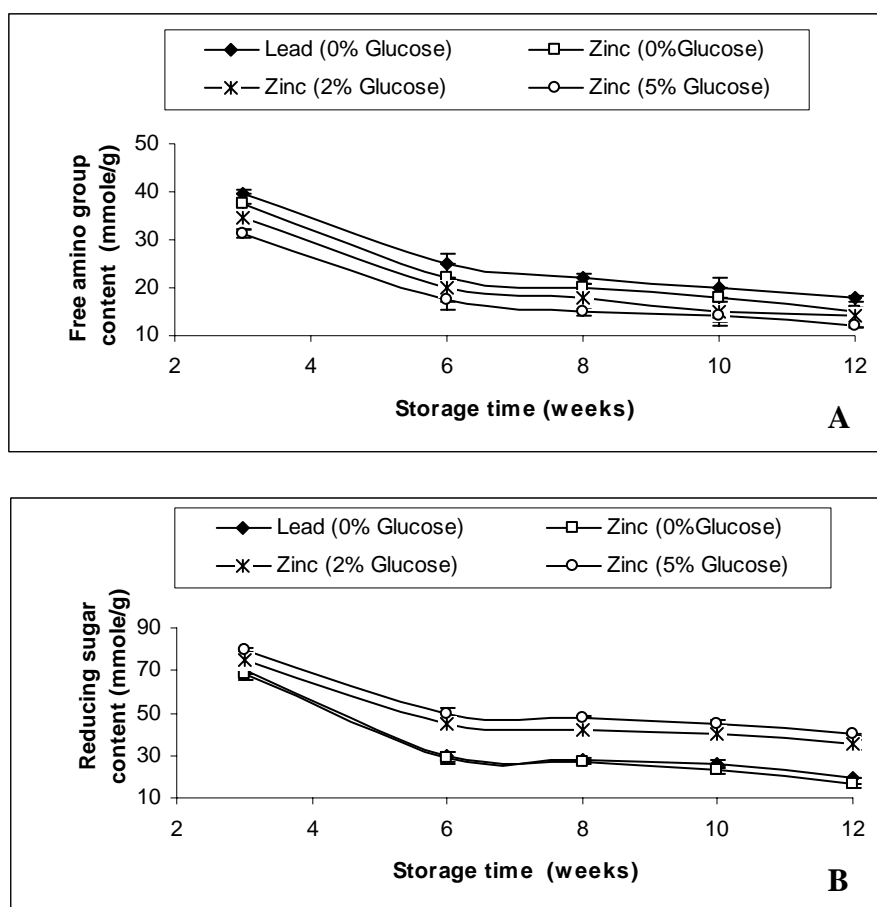 Lead (0% Glucose) Zinc (0%Glucose)
Zinc (2% Glucose) Zinc (5% Glucose)
Free amino group
content (mmole/g)
50
40
30
20
10
2 4 6 8 10 12
Storage time (weeks)
A
Lead (0% Glucose) Zinc (0%Glucose)
Zinc (2% Glucose) Zinc (5% Glucose)
Reducing sugar
content (mmole/g)
90
70
50
30
10
2 4 6 8 10 12
Storage time (weeks)
B